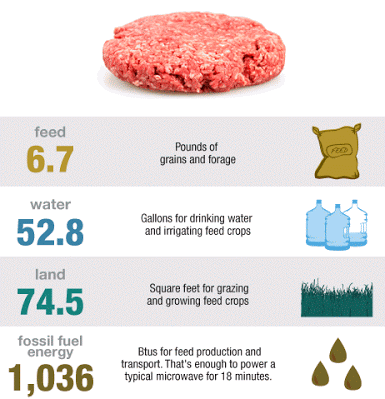 feed
6.7
Pounds of
grains and forage
FEED
water
52.8
Gallons for drinking water
and irrigating feed crops
land
74.5
Square feet for grazing
and growing feed crops
fossil fuel
energy
1,036
Btus for feed production and
transport. That's enough to power a
typical microwave for 18 minutes.